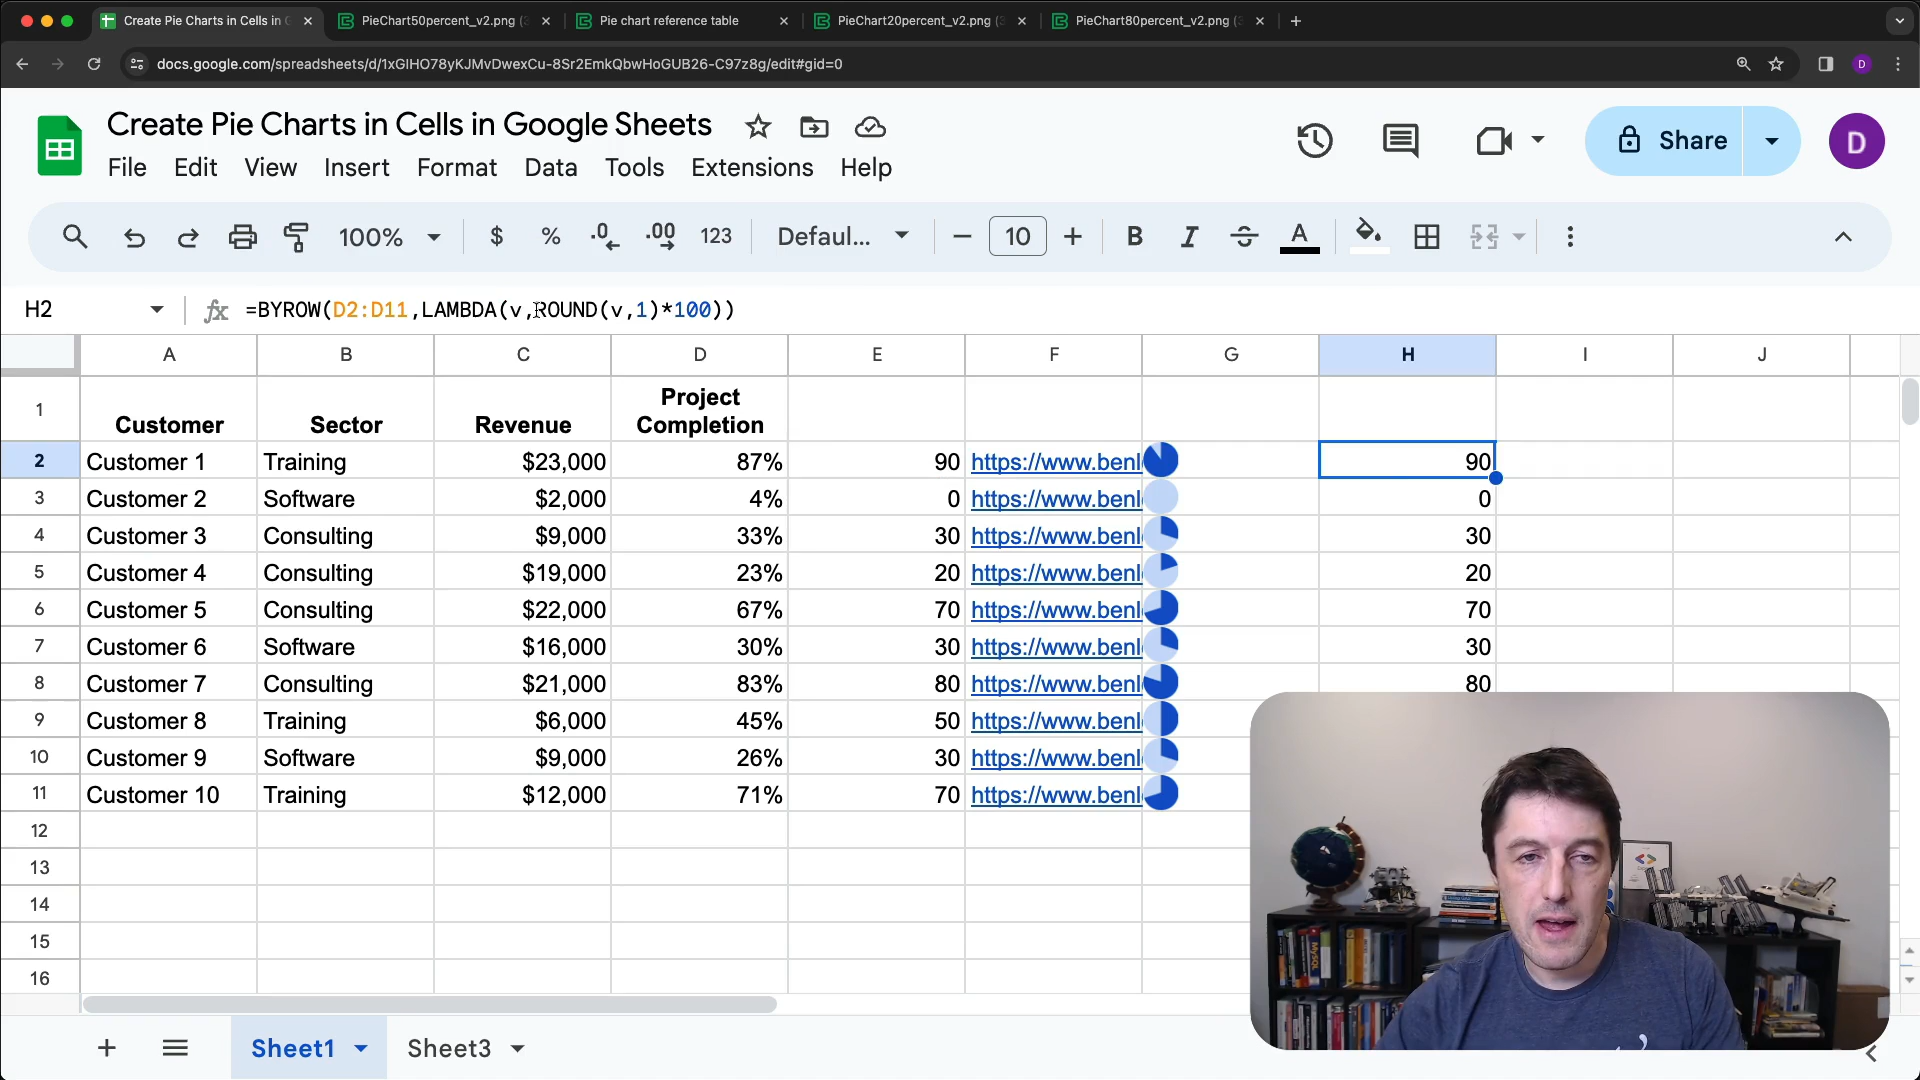 Create Pie Charts in Cells in G
PieChart50percent_v2.png (3
Pie chart reference table
PieChart20percent_v2.png (3
PieChart80percent_v2.png (3
docs.google.com/spreadsheets/d/1xGIHO78yKJMvDwexCu-8Sr2EmkQbwHoGUB26-C97z8g/edit#gid=0
D
Create Pie Charts in Cells in Google Sheets
File Edit View Insert Format Data Tools Extensions Help
Share
D
100% $ % .0 .00 123 Defaul... 10 B I S A
H2 fx =BYROW(D2:D11,LAMBDA(v,ROUND(v,1)*100))
A B C D E F G H I J
1 Customer Sector Revenue Project Completion
2 Customer 1 Training $23,000 87% 90 https://www.benl 90
3 Customer 2 Software $2,000 4% 0 https://www.benl 0
4 Customer 3 Consulting $9,000 33% 30 https://www.benl 30
5 Customer 4 Consulting $19,000 23% 20 https://www.benl 20
6 Customer 5 Consulting $22,000 67% 70 https://www.benl 70
7 Customer 6 Software $16,000 30% 30 https://www.benl 30
8 Customer 7 Consulting $21,000 83% 80 https://www.benl 80
9 Customer 8 Training $6,000 45% 50 https://www.benl
10 Customer 9 Software $9,000 26% 30 https://www.benl
11 Customer 10 Training $12,000 71% 70 https://www.benl
12
13
14
15
16
MySQL
Sheet1 Sheet3